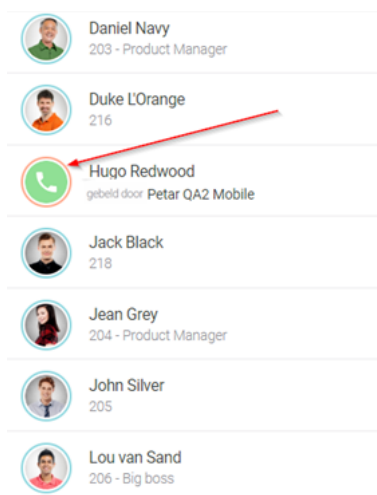 Daniel Navy
203 - Product Manager
Duke L'Orange
216
Hugo Redwood
gebeld door Petar QA2 Mobile
Jack Black
218
Jean Grey
204 - Product Manager
John Silver
205
Lou van Sand
206 - Big boss